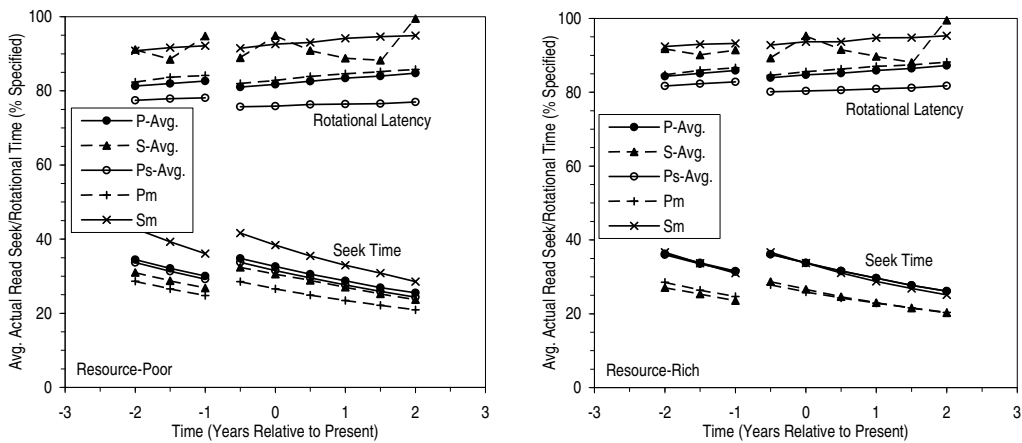 Avg. Actual Read Seek/Rotational Time (% Specified)
100
80
60
40
20
0
Rotational Latency
P-Avg.
S-Avg.
Ps-Avg.
Pm
Sm
Seek Time
Resource-Poor
-3 -2 -1 0 1 2 3
Time (Years Relative to Present)
Avg. Actual Read Seek/Rotational Time (% Specified)
100
80
60
40
20
0
Rotational Latency
P-Avg.
S-Avg.
Ps-Avg.
Pm
Sm
Seek Time
Resource-Rich
-3 -2 -1 0 1 2 3
Time (Years Relative to Present)